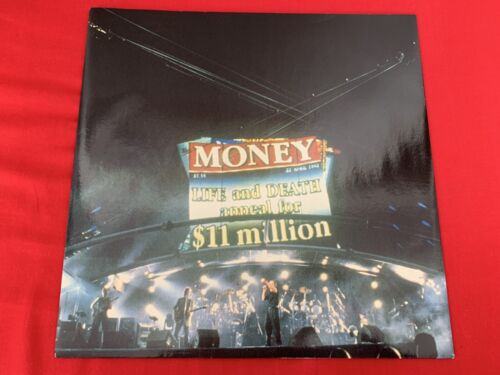 MONEY
LIFE and DEATH
appeal for
$11 million